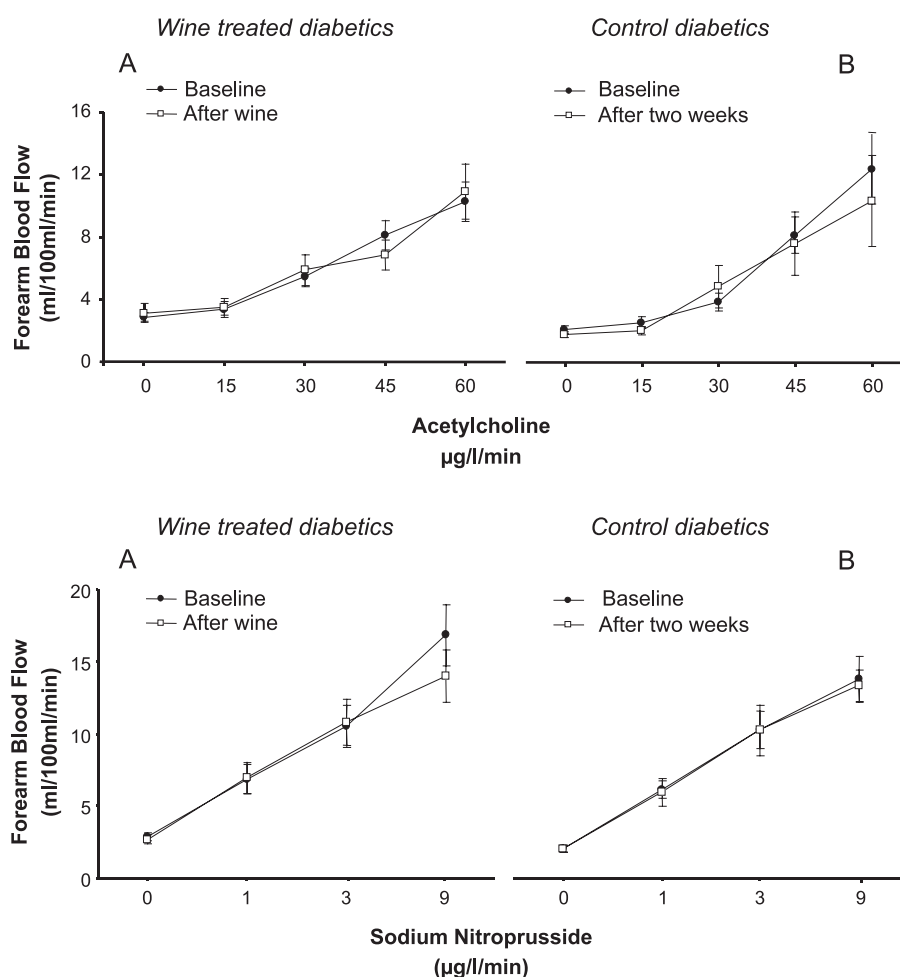 Wine treated diabetics
Control diabetics
A
B
Baseline
After wine
Baseline
After two weeks
Forearm Blood Flow
(ml/100ml/min)
16
12
8
4
0
0 15 30 45 60
0 15 30 45 60
Acetylcholine
µg/l/min
Wine treated diabetics
Control diabetics
A
B
Baseline
After wine
Baseline
After two weeks
Forearm Blood Flow
(ml/100ml/min)
20
15
10
5
0
0 1 3 9
0 1 3 9
Sodium Nitroprusside
(µg/l/min)